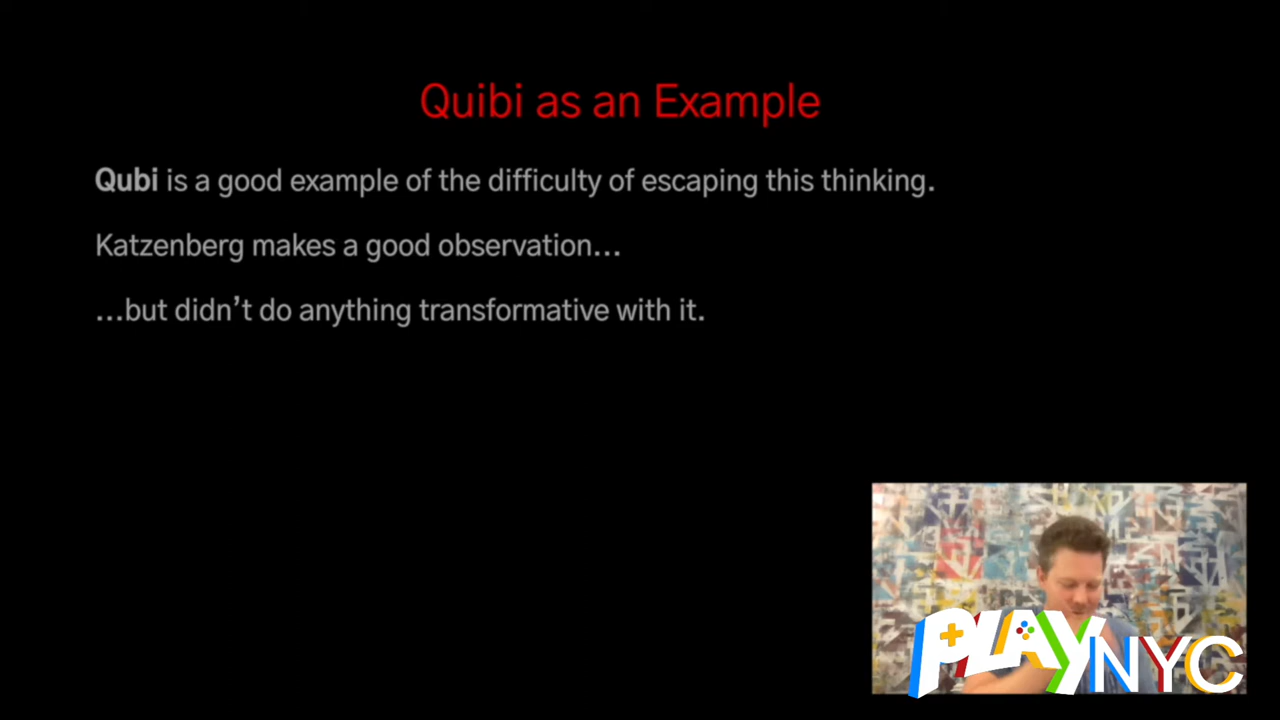 Quibi as an Example
Qubi is a good example of the difficulty of escaping this thinking.
Katzenberg makes a good observation…
…but didn’t do anything transformative with it.
PLAY NYC